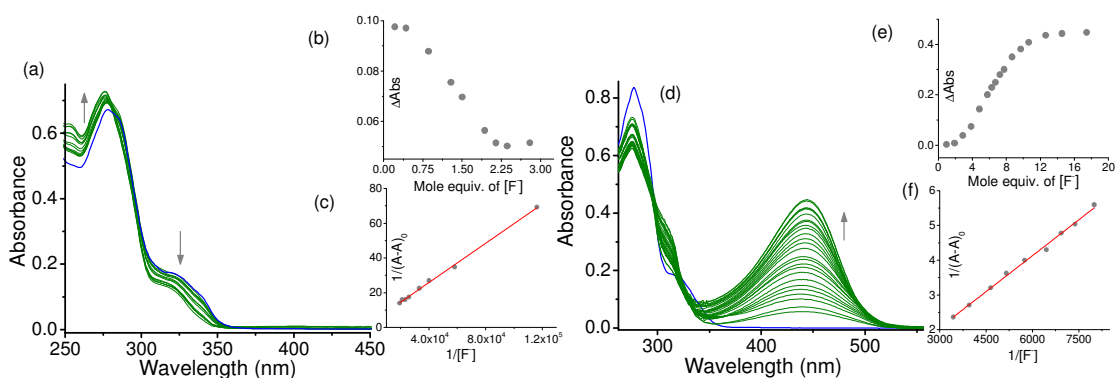 (a)
Absorbance
0.6
0.4
0.2
0.0
250 300 350 400 450
Wavelength (nm)
(b)
ΔAbs
0.10
0.08
0.06
0.00 0.75 1.50 2.25 3.00
Mole equiv. of [F⁻]
(c)
1/(A-A)₀
80
60
40
20
0
4.0x10⁴ 8.0x10⁴ 1.2x10⁵
1/[F⁻]
(d)
Absorbance
0.8
0.6
0.4
0.2
0.0
300 400 500
Wavelength (nm)
(e)
ΔAbs
0.4
0.2
0.0
0 4 8 12 16 20
Mole equiv. of [F⁻]
(f)
1/(A-A)₀
6
5
4
3
2
3000 4500 6000 7500
1/[F⁻]